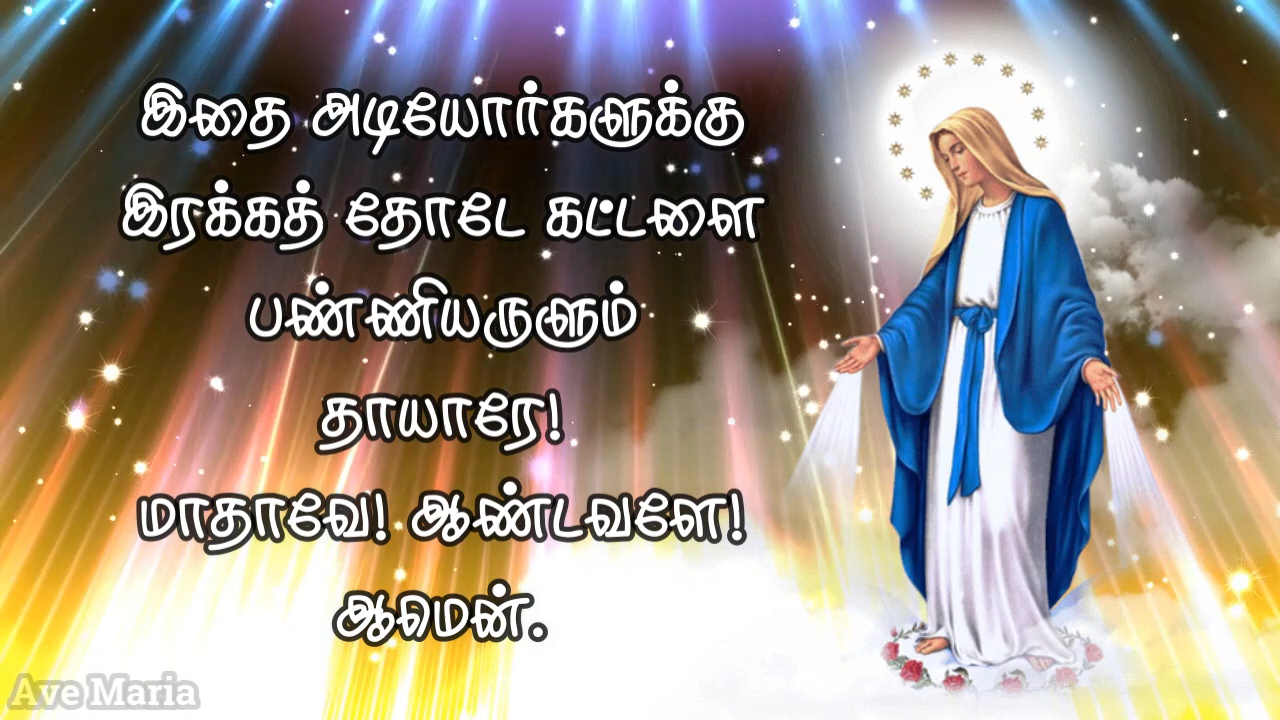 இதை அடியோர்களுக்கு
இரக்கத் தோடே கட்டளை
பண்ணியருளும்
தாயாரே!
மாதாவே! ஆண்டவளே!
ஆமென்.
Ave Maria